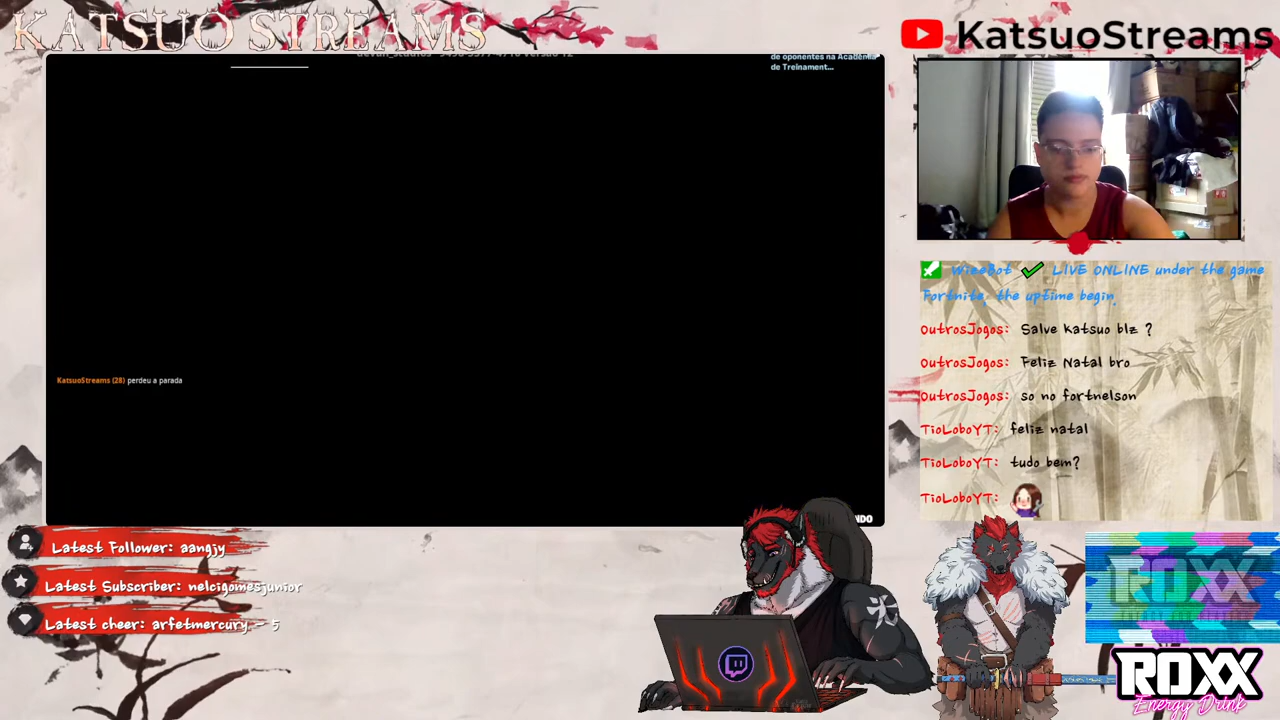 KATSUO STREAMS
KatsuoStreams
de oponentes na Academia
de Treinament...
KatsuoStreams (28) perdeu a parada
NDO
WizeBot LIVE ONLINE under the game
Fortnite, the uptime begin.
OutrosJogos: Salve Katsuo blz ?
OutrosJogos: Feliz Natal bro
OutrosJogos: so no fortnelson
TioLoboYT: feliz natal
TioLoboYT: tudo bem?
TioLoboYT:
Latest Follower: aangjy
Latest Subscriber: nelcigomesjunior
Latest cheer: arfetmercury - 5
ROXX
ROXX
Energy Drink